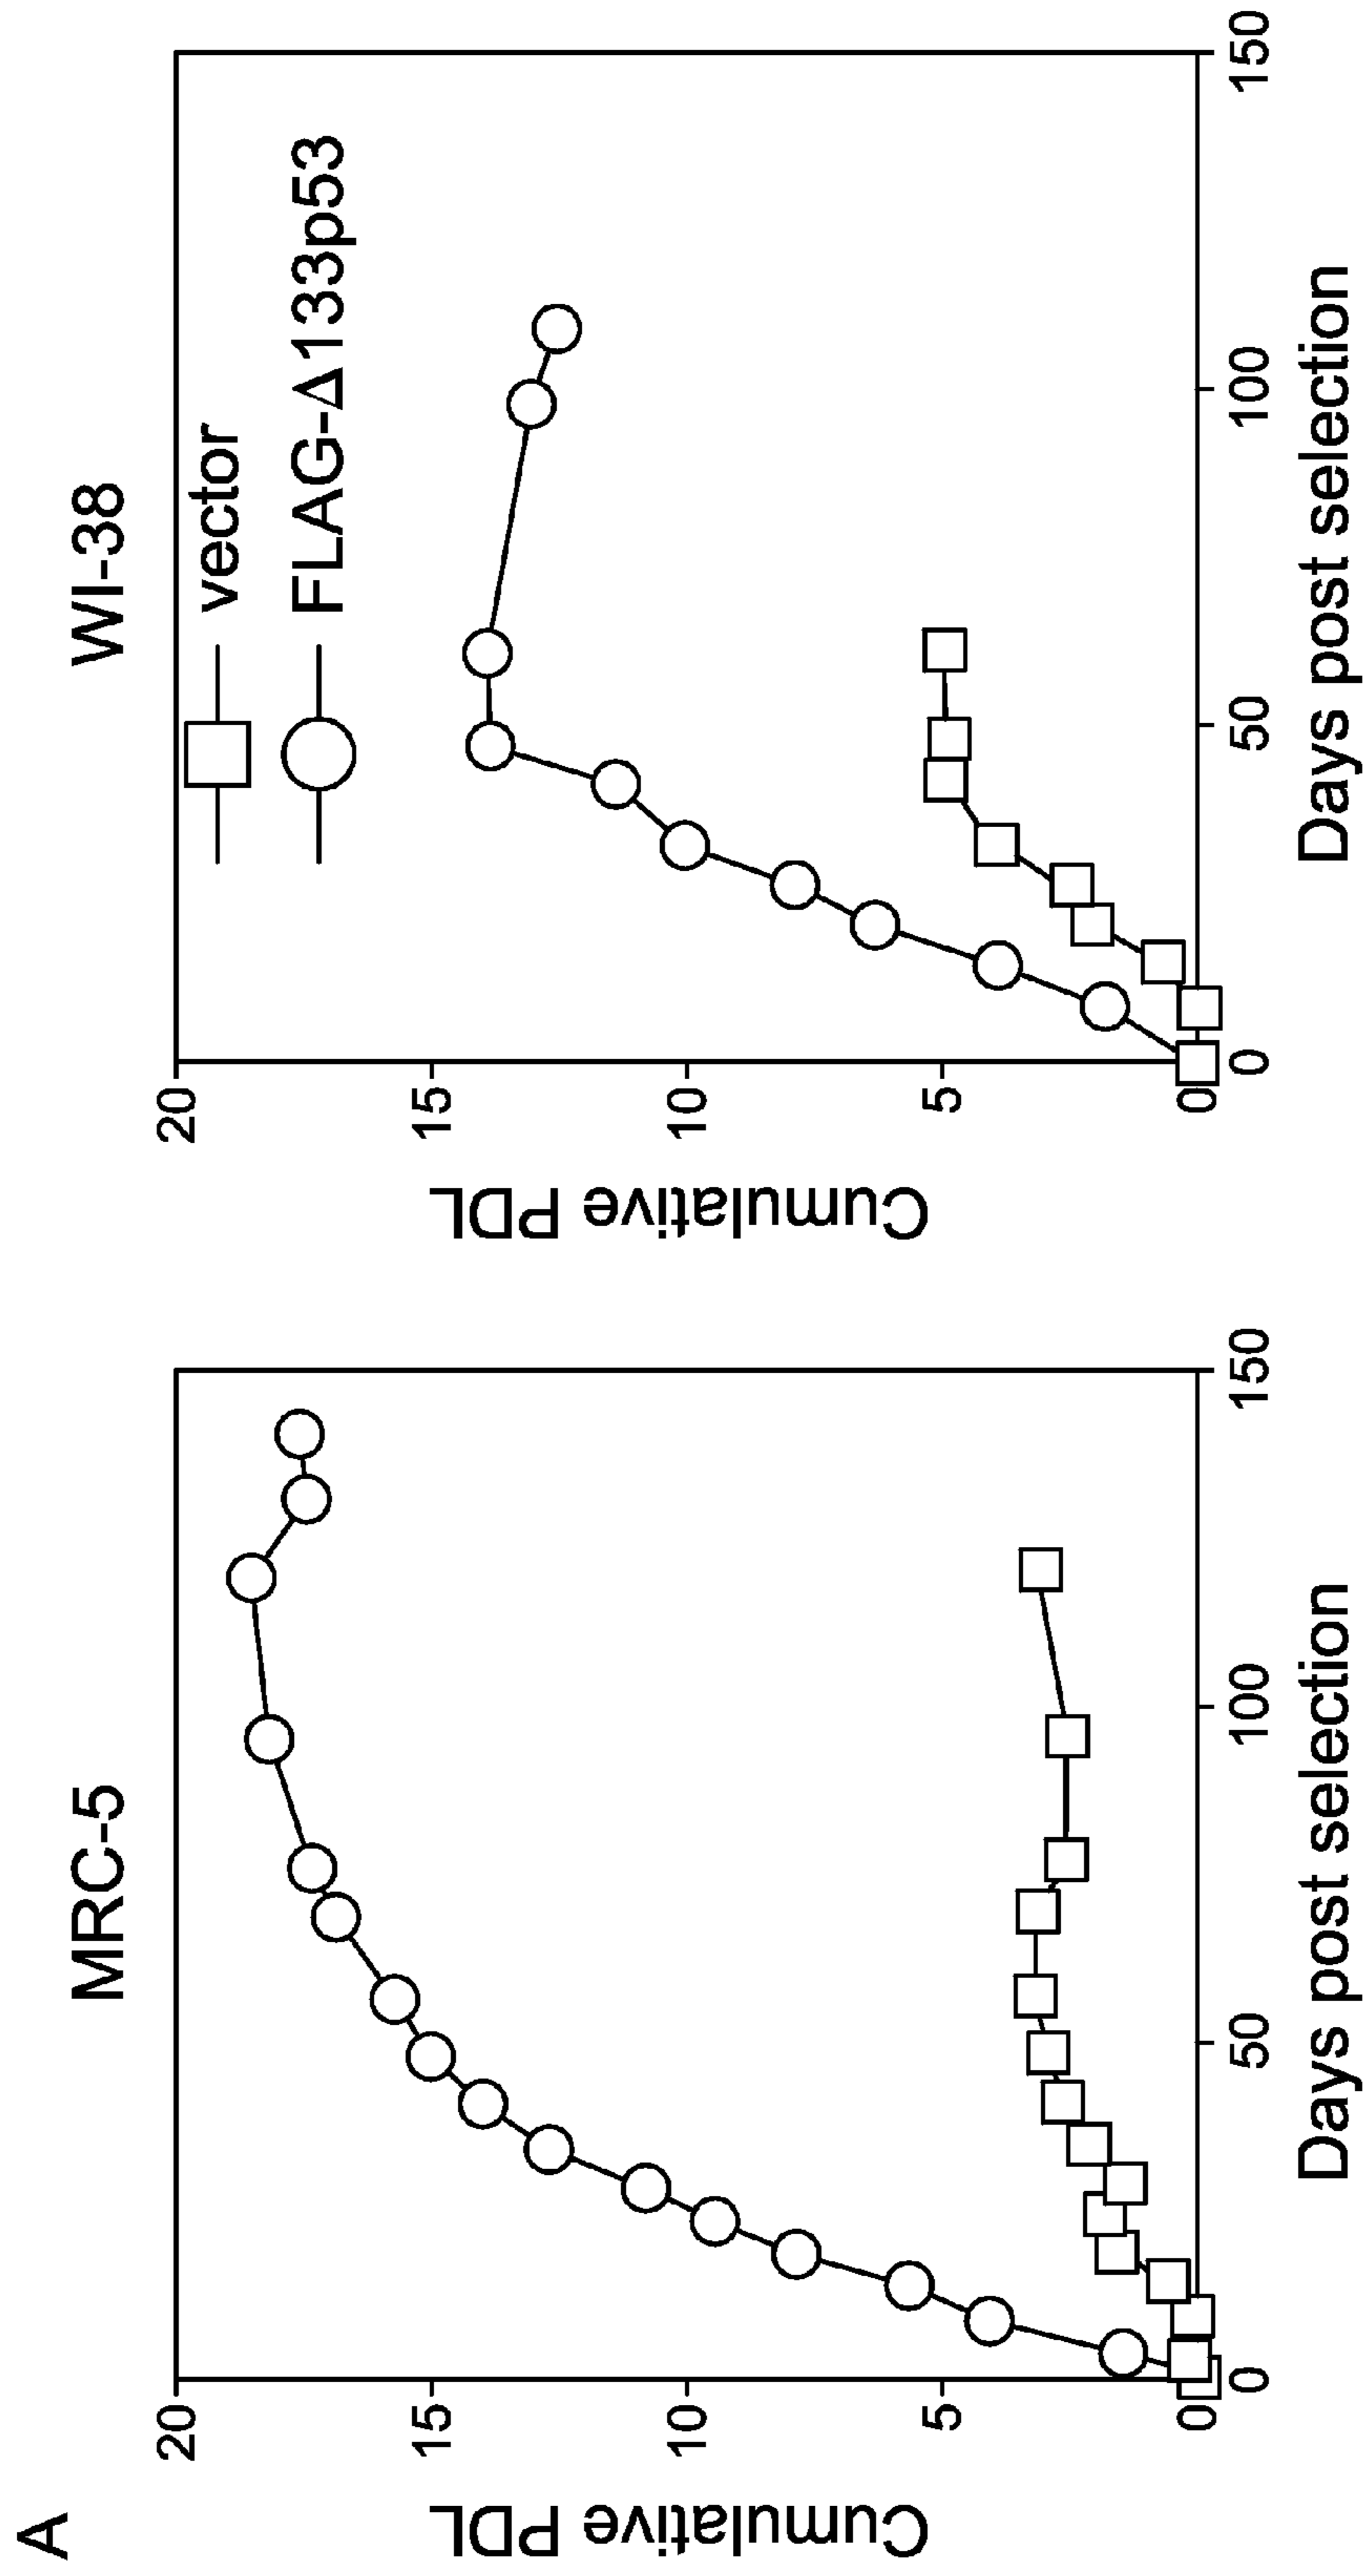 A
MRC-5
Cumulative PDL
20
15
10
5
0
0
50
100
150
Days post selection
WI-38
vector
FLAG-Δ133p53
Cumulative PDL
20
15
10
5
0
0
50
100
150
Days post selection